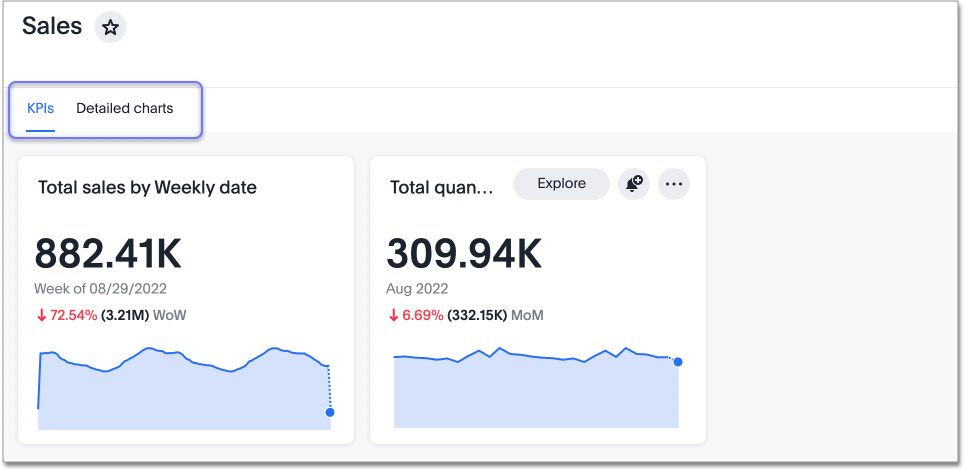 Sales
KPIs Detailed charts
Total sales by Weekly date
882.41K
Week of 08/29/2022
72.54% (3.21M) WoW
Total quan... Explore
309.94K
Aug 2022
6.69% (332.15K) MoM